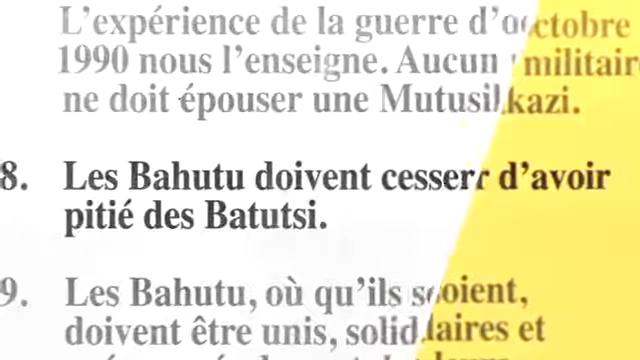 L'expérience de la guerre d'octobre
1990 nous l'enseigne. Aucun militair
ne doit épouser une Mutusikazi.
8. Les Bahutu doivent cesser d'avoir
pitié des Batutsi.
9. Les Bahutu, où qu'ils soient,
doivent être unis, solidaires et